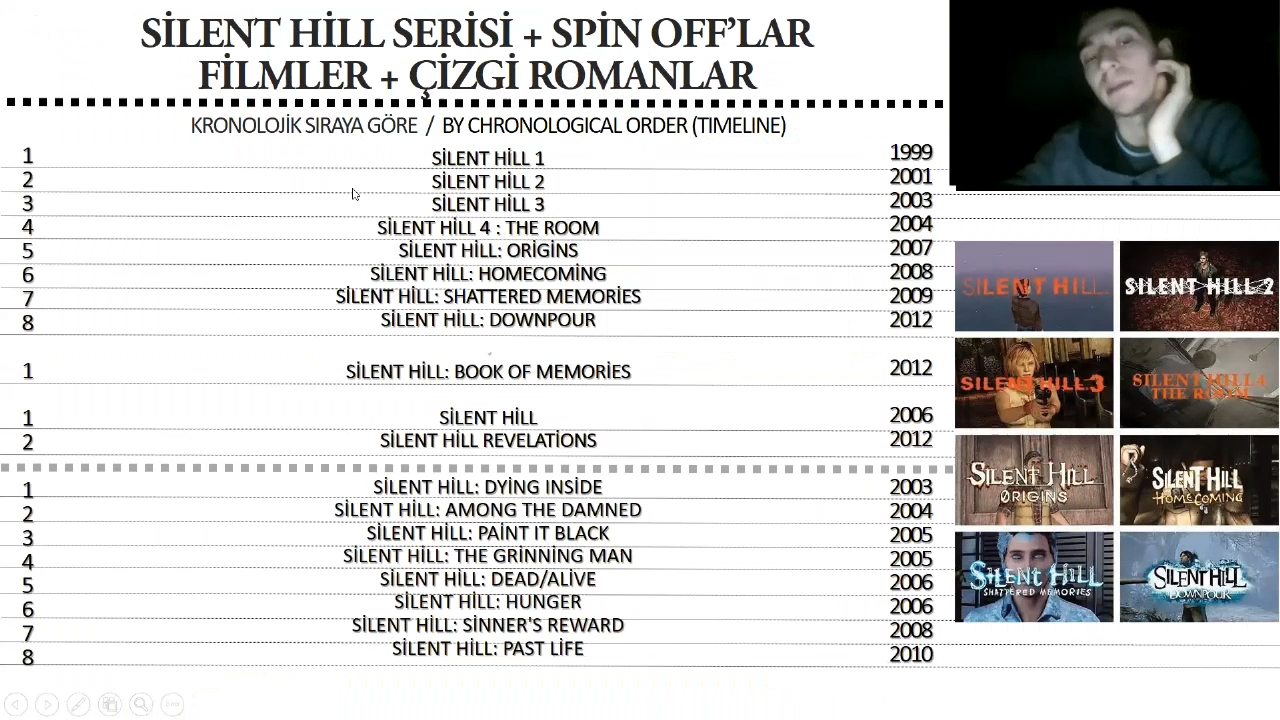 SİLENT HİLL SERİSİ + SPİN OFF'LAR
FİLMLER + ÇİZGİ ROMANLAR
KRONOLOJİK SIRAYA GÖRE / BY CHRONOLOGICAL ORDER (TIMELINE)
1 SİLENT HİLL 1 1999
2 SİLENT HİLL 2 2001
3 SİLENT HİLL 3 2003
4 SİLENT HİLL 4 : THE ROOM 2004
5 SİLENT HİLL: ORİGİNS 2007
6 SİLENT HİLL: HOMECOMİNG 2008
7 SİLENT HİLL: SHATTERED MEMORİES 2009
8 SİLENT HİLL: DOWNPOUR 2012
1 SİLENT HİLL: BOOK OF MEMORİES 2012
1 SİLENT HİLL 2006
2 SİLENT HİLL REVELATİONS 2012
1 SİLENT HİLL: DYİNG INSİDE 2003
2 SİLENT HİLL: AMONG THE DAMNED 2004
3 SİLENT HİLL: PAİNT IT BLACK 2005
4 SİLENT HİLL: THE GRİNNİNG MAN 2005
5 SİLENT HİLL: DEAD/ALİVE 2006
6 SİLENT HİLL: HUNGER 2006
7 SİLENT HİLL: SİNNER'S REWARD 2008
8 SİLENT HİLL: PAST LİFE 2010
SILENT HILL
SILENT HILL 2
SILENT HILL 3
SILENT HILL 4
THE ROOM
SILENT HILL
ØRIGINS
SILENT HILL
HOMECOMING
SILENT HILL
SHATTERED MEMORIES
SILENT HILL
DOWNPOUR